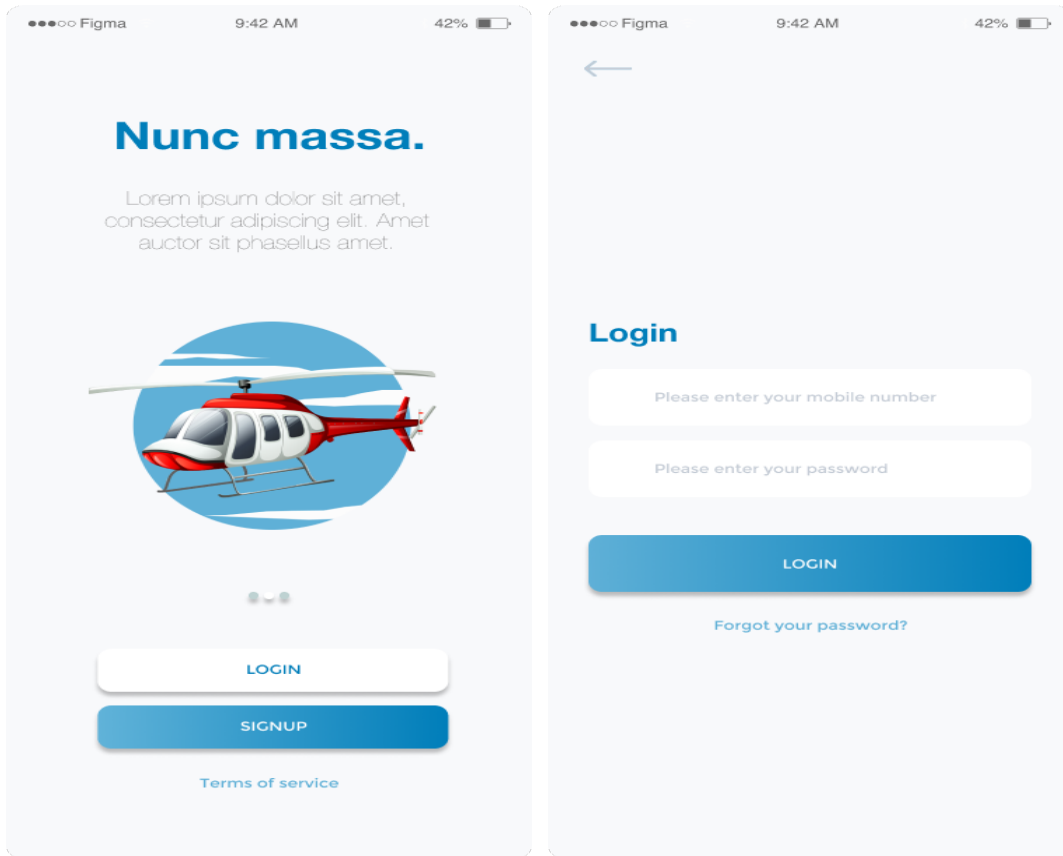 Figma 9:42 AM 42%
Nunc massa.
Lorem ipsum dolor sit amet,
consectetur adipiscing elit. Amet
auctor sit phasellus amet.
LOGIN
SIGNUP
Terms of service
Figma 9:42 AM 42%
Login
Please enter your mobile number
Please enter your password
LOGIN
Forgot your password?